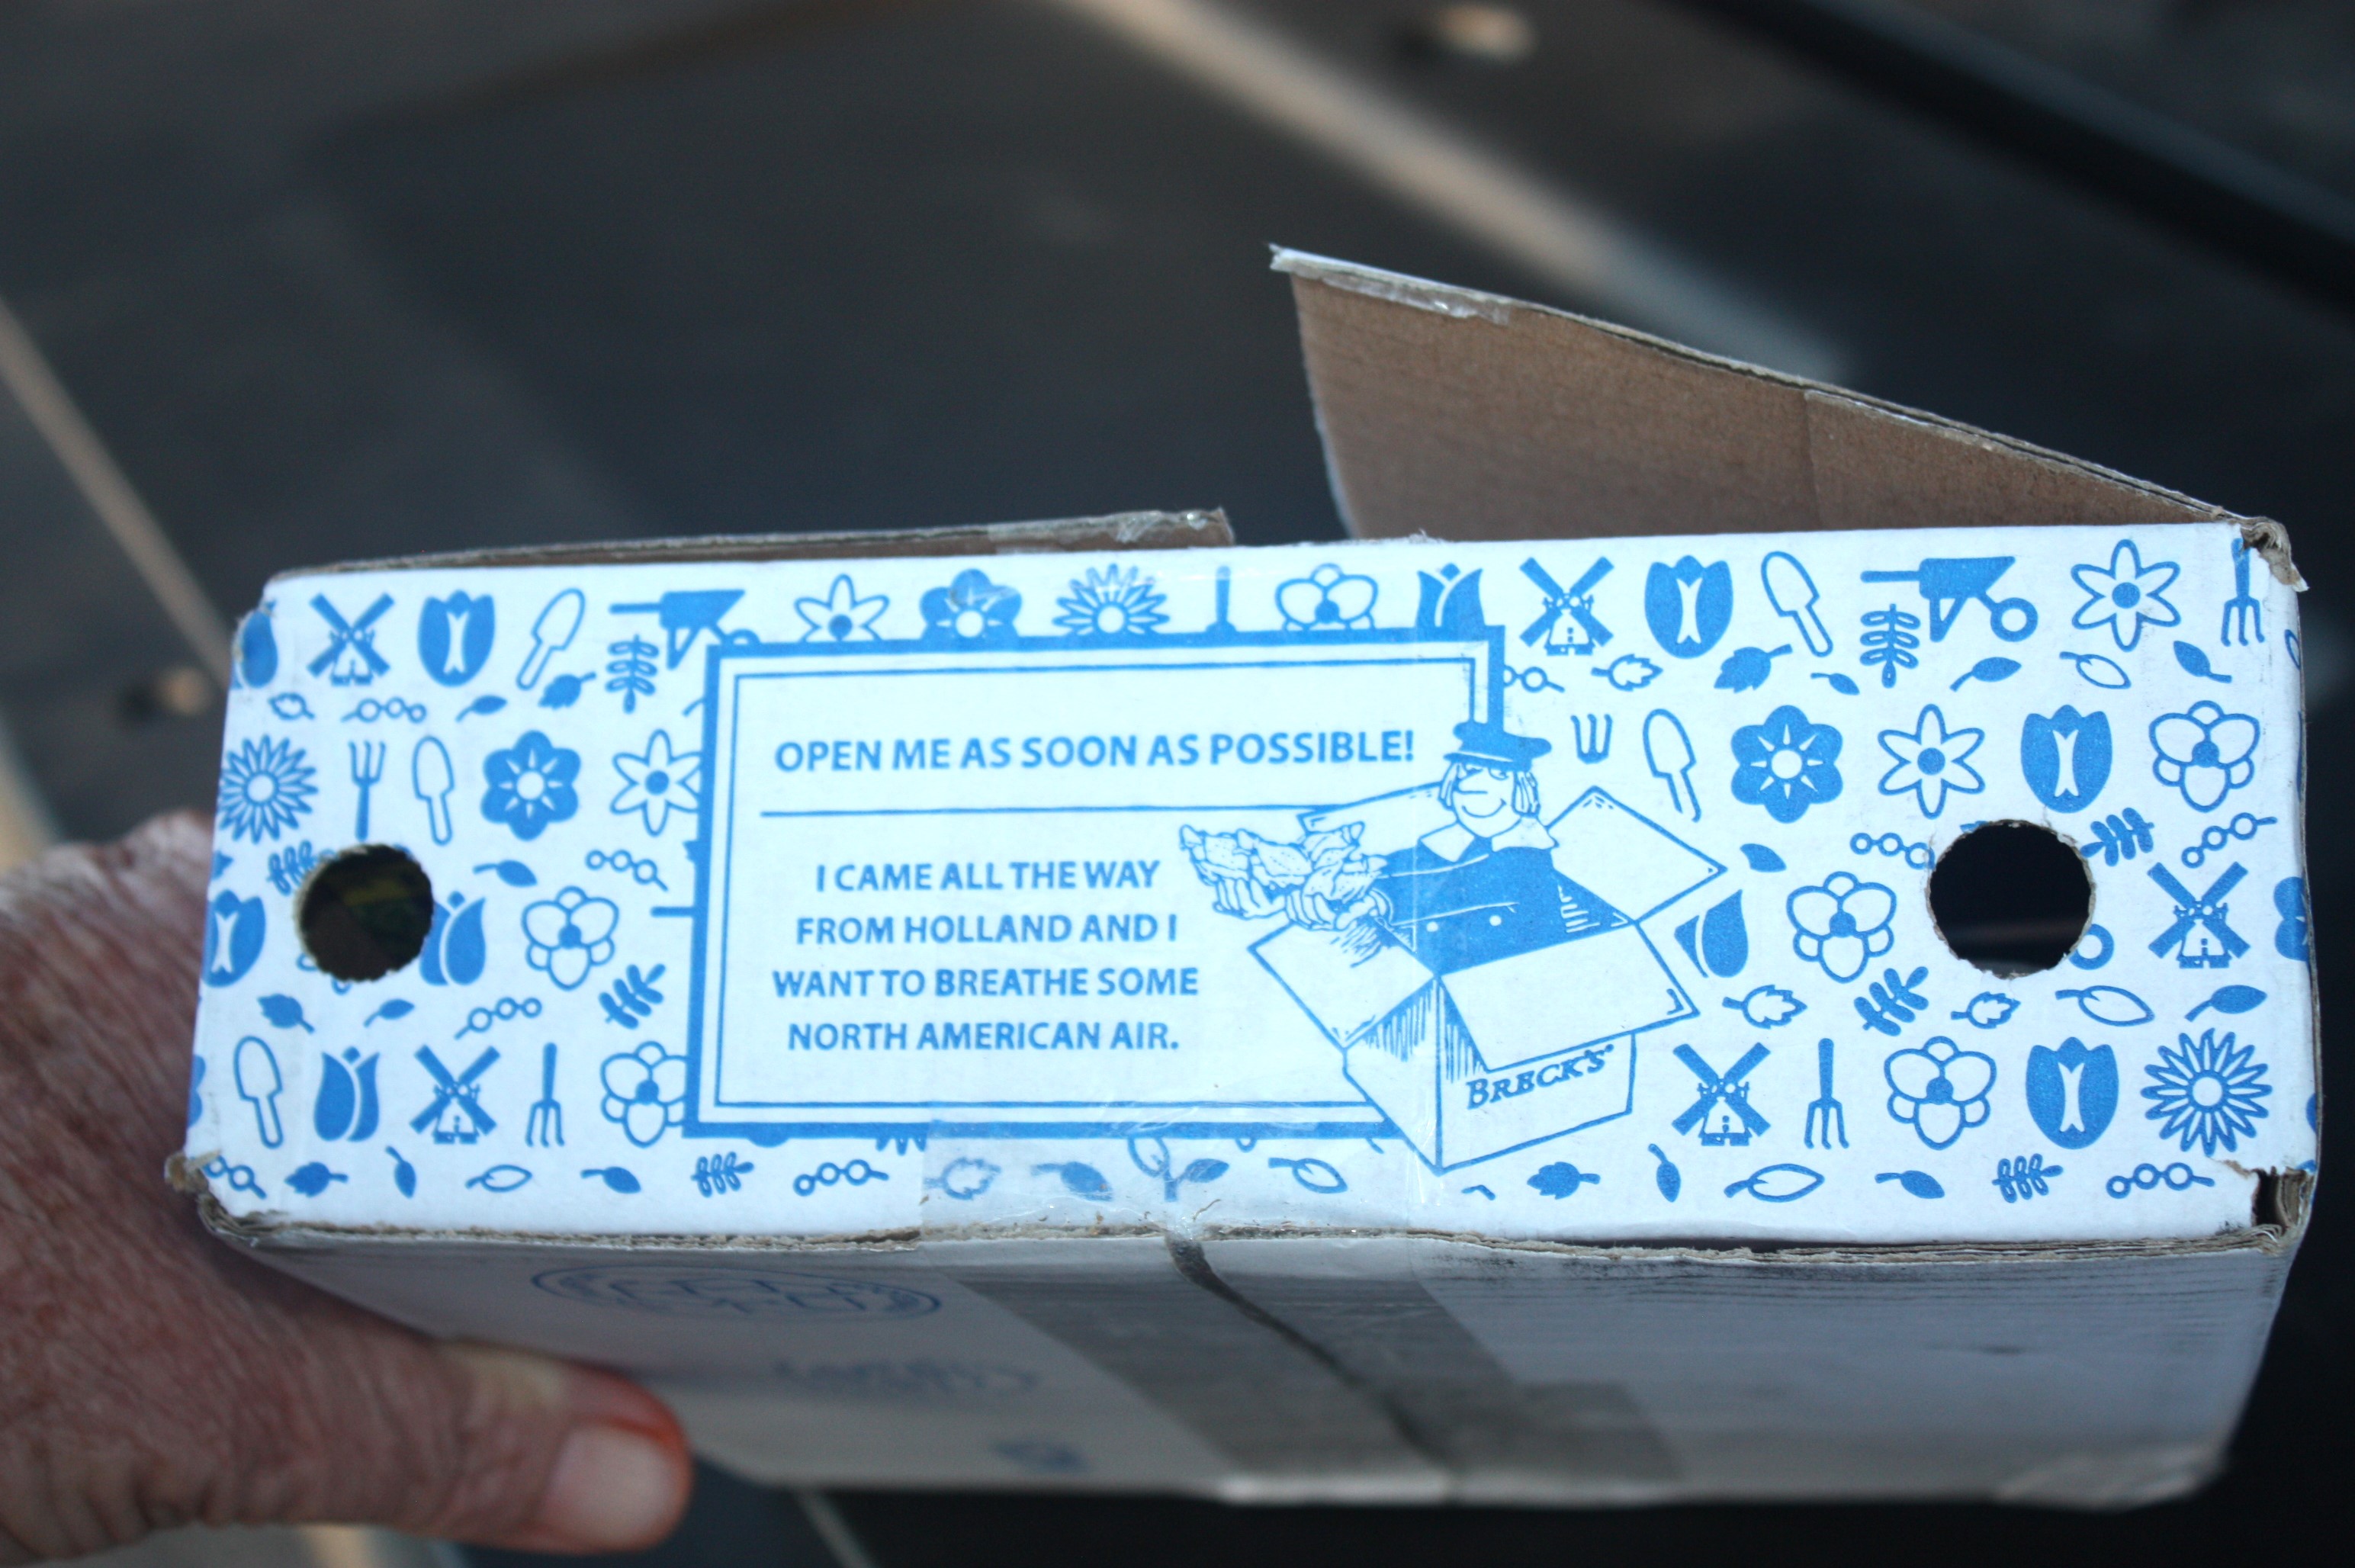 OPEN ME AS SOON AS POSSIBLE!
I CAME ALL THE WAY
FROM HOLLAND AND I
WANT TO BREATHE SOME
NORTH AMERICAN AIR.
BRECK'S®